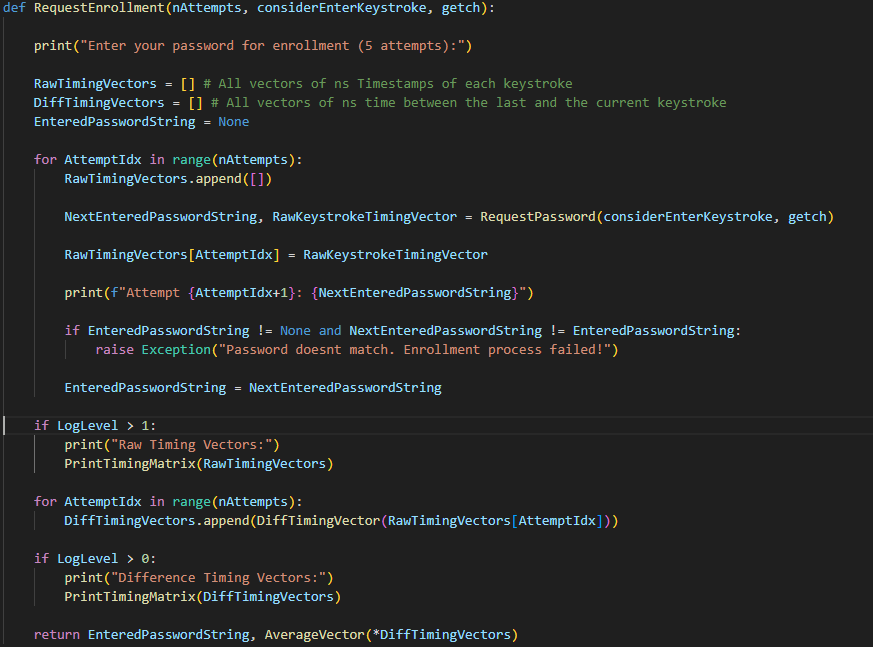 def RequestEnrollment(nAttempts, considerEnterKeystroke, getch):
print("Enter your password for enrollment (5 attempts):")
RawTimingVectors = [] # All vectors of ns Timestamps of each keystroke
DiffTimingVectors = [] # All vectors of ns time between the last and the current keystroke
EnteredPasswordString = None
for AttemptIdx in range(nAttempts):
RawTimingVectors.append([])
NextEnteredPasswordString, RawKeystrokeTimingVector = RequestPassword(considerEnterKeystroke, getch)
RawTimingVectors[AttemptIdx] = RawKeystrokeTimingVector
print(f"Attempt {AttemptIdx+1}: {NextEnteredPasswordString}")
if EnteredPasswordString != None and NextEnteredPasswordString != EnteredPasswordString:
raise Exception("Password doesnt match. Enrollment process failed!")
EnteredPasswordString = NextEnteredPasswordString
if LogLevel > 1:
print("Raw Timing Vectors:")
PrintTimingMatrix(RawTimingVectors)
for AttemptIdx in range(nAttempts):
DiffTimingVectors.append(DiffTimingVector(RawTimingVectors[AttemptIdx]))
if LogLevel > 0:
print("Difference Timing Vectors:")
PrintTimingMatrix(DiffTimingVectors)
return EnteredPasswordString, AverageVector(*DiffTimingVectors)